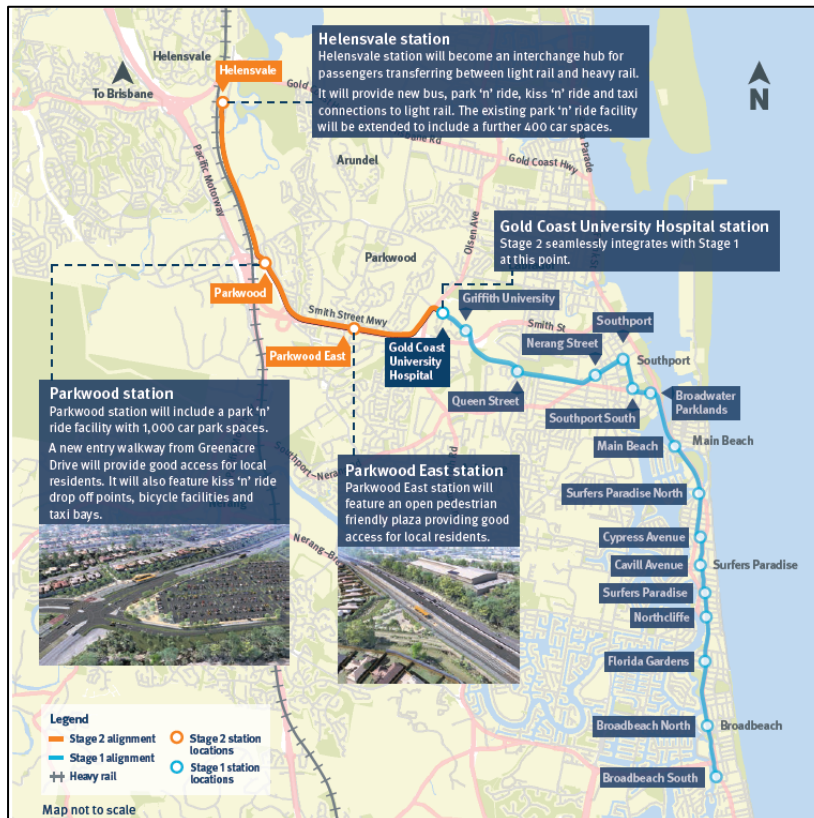 Helensvale
To Brisbane
Helensvale
Helensvale station
Helensvale station will become an interchange hub for
passengers transferring between light rail and heavy rail.
It will provide new bus, park ‘n’ ride, kiss ‘n’ ride and taxi
connections to light rail. The existing park ‘n’ ride facility
will be extended to include a further 400 car spaces.
N
Gold
Parade
Rd
Gold Coast Hwy
Arundel
Pacific Motorway
Olsen Ave
Gold Coast University Hospital station
Stage 2 seamlessly integrates with Stage 1
at this point.
Parkwood
Parkwood
Smith Street Mwy
Parkwood East
Gold Coast
University
Hospital
Griffith University
Smith St
Southport
Nerang Street
Southport
Queen Street
Southport South
Broadwater
Parklands
Main Beach
Main Beach
Parkwood station
Parkwood station will include a park ‘n’
ride facility with 1,000 car park spaces.
A new entry walkway from Greenacre
Drive will provide good access for local
residents. It will also feature kiss ‘n’ ride
drop off points, bicycle facilities and
taxi bays.
Nerang
Parkwood East station
Parkwood East station will
feature an open pedestrian
friendly plaza providing good
access for local residents.
Surfers Paradise North
Cypress Avenue
Cavill Avenue
Surfers Paradise
Surfers Paradise
Northcliffe
Florida Gardens
Broadbeach North
Broadbeach
Broadbeach South
Legend
Stage 2 alignment
Stage 1 alignment
Heavy rail
Stage 2 station
locations
Stage 1 station
locations
Map not to scale